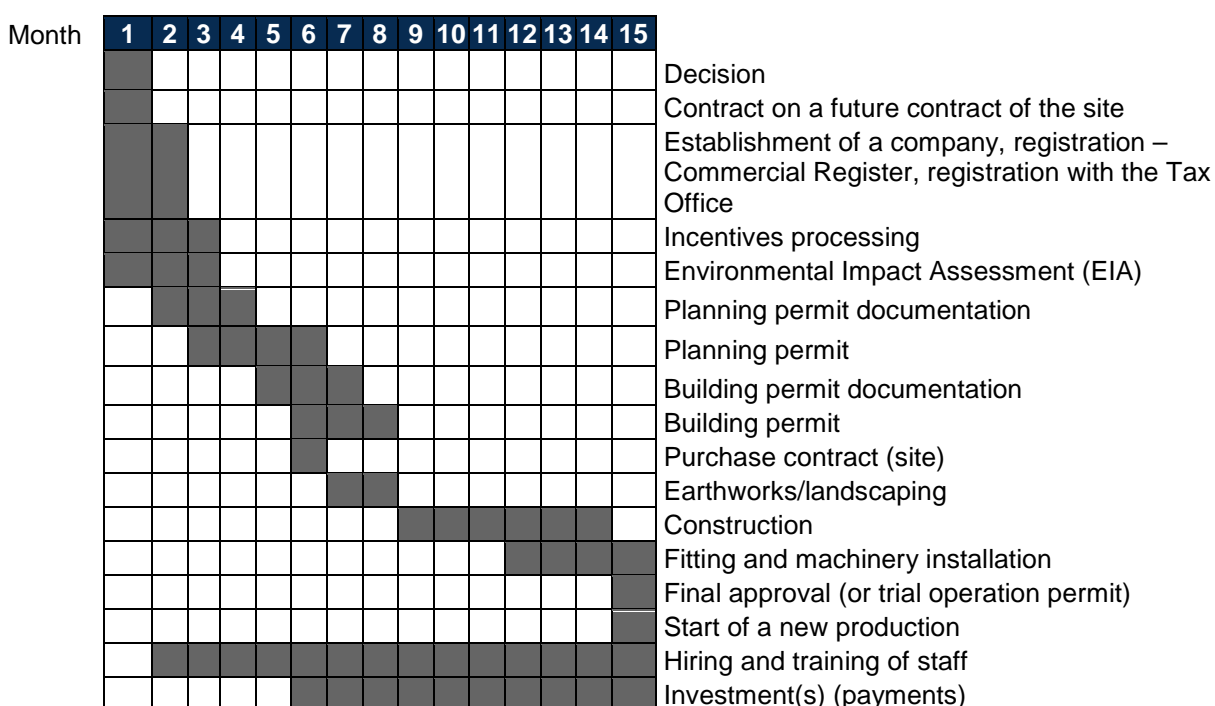 Month 1 2 3 4 5 6 7 8 9 10 11 12 13 14 15
Decision
Contract on a future contract of the site
Establishment of a company, registration –
Commercial Register, registration with the Tax
Office
Incentives processing
Environmental Impact Assessment (EIA)
Planning permit documentation
Planning permit
Building permit documentation
Building permit
Purchase contract (site)
Earthworks/landscaping
Construction
Fitting and machinery installation
Final approval (or trial operation permit)
Start of a new production
Hiring and training of staff
Investment(s) (payments)